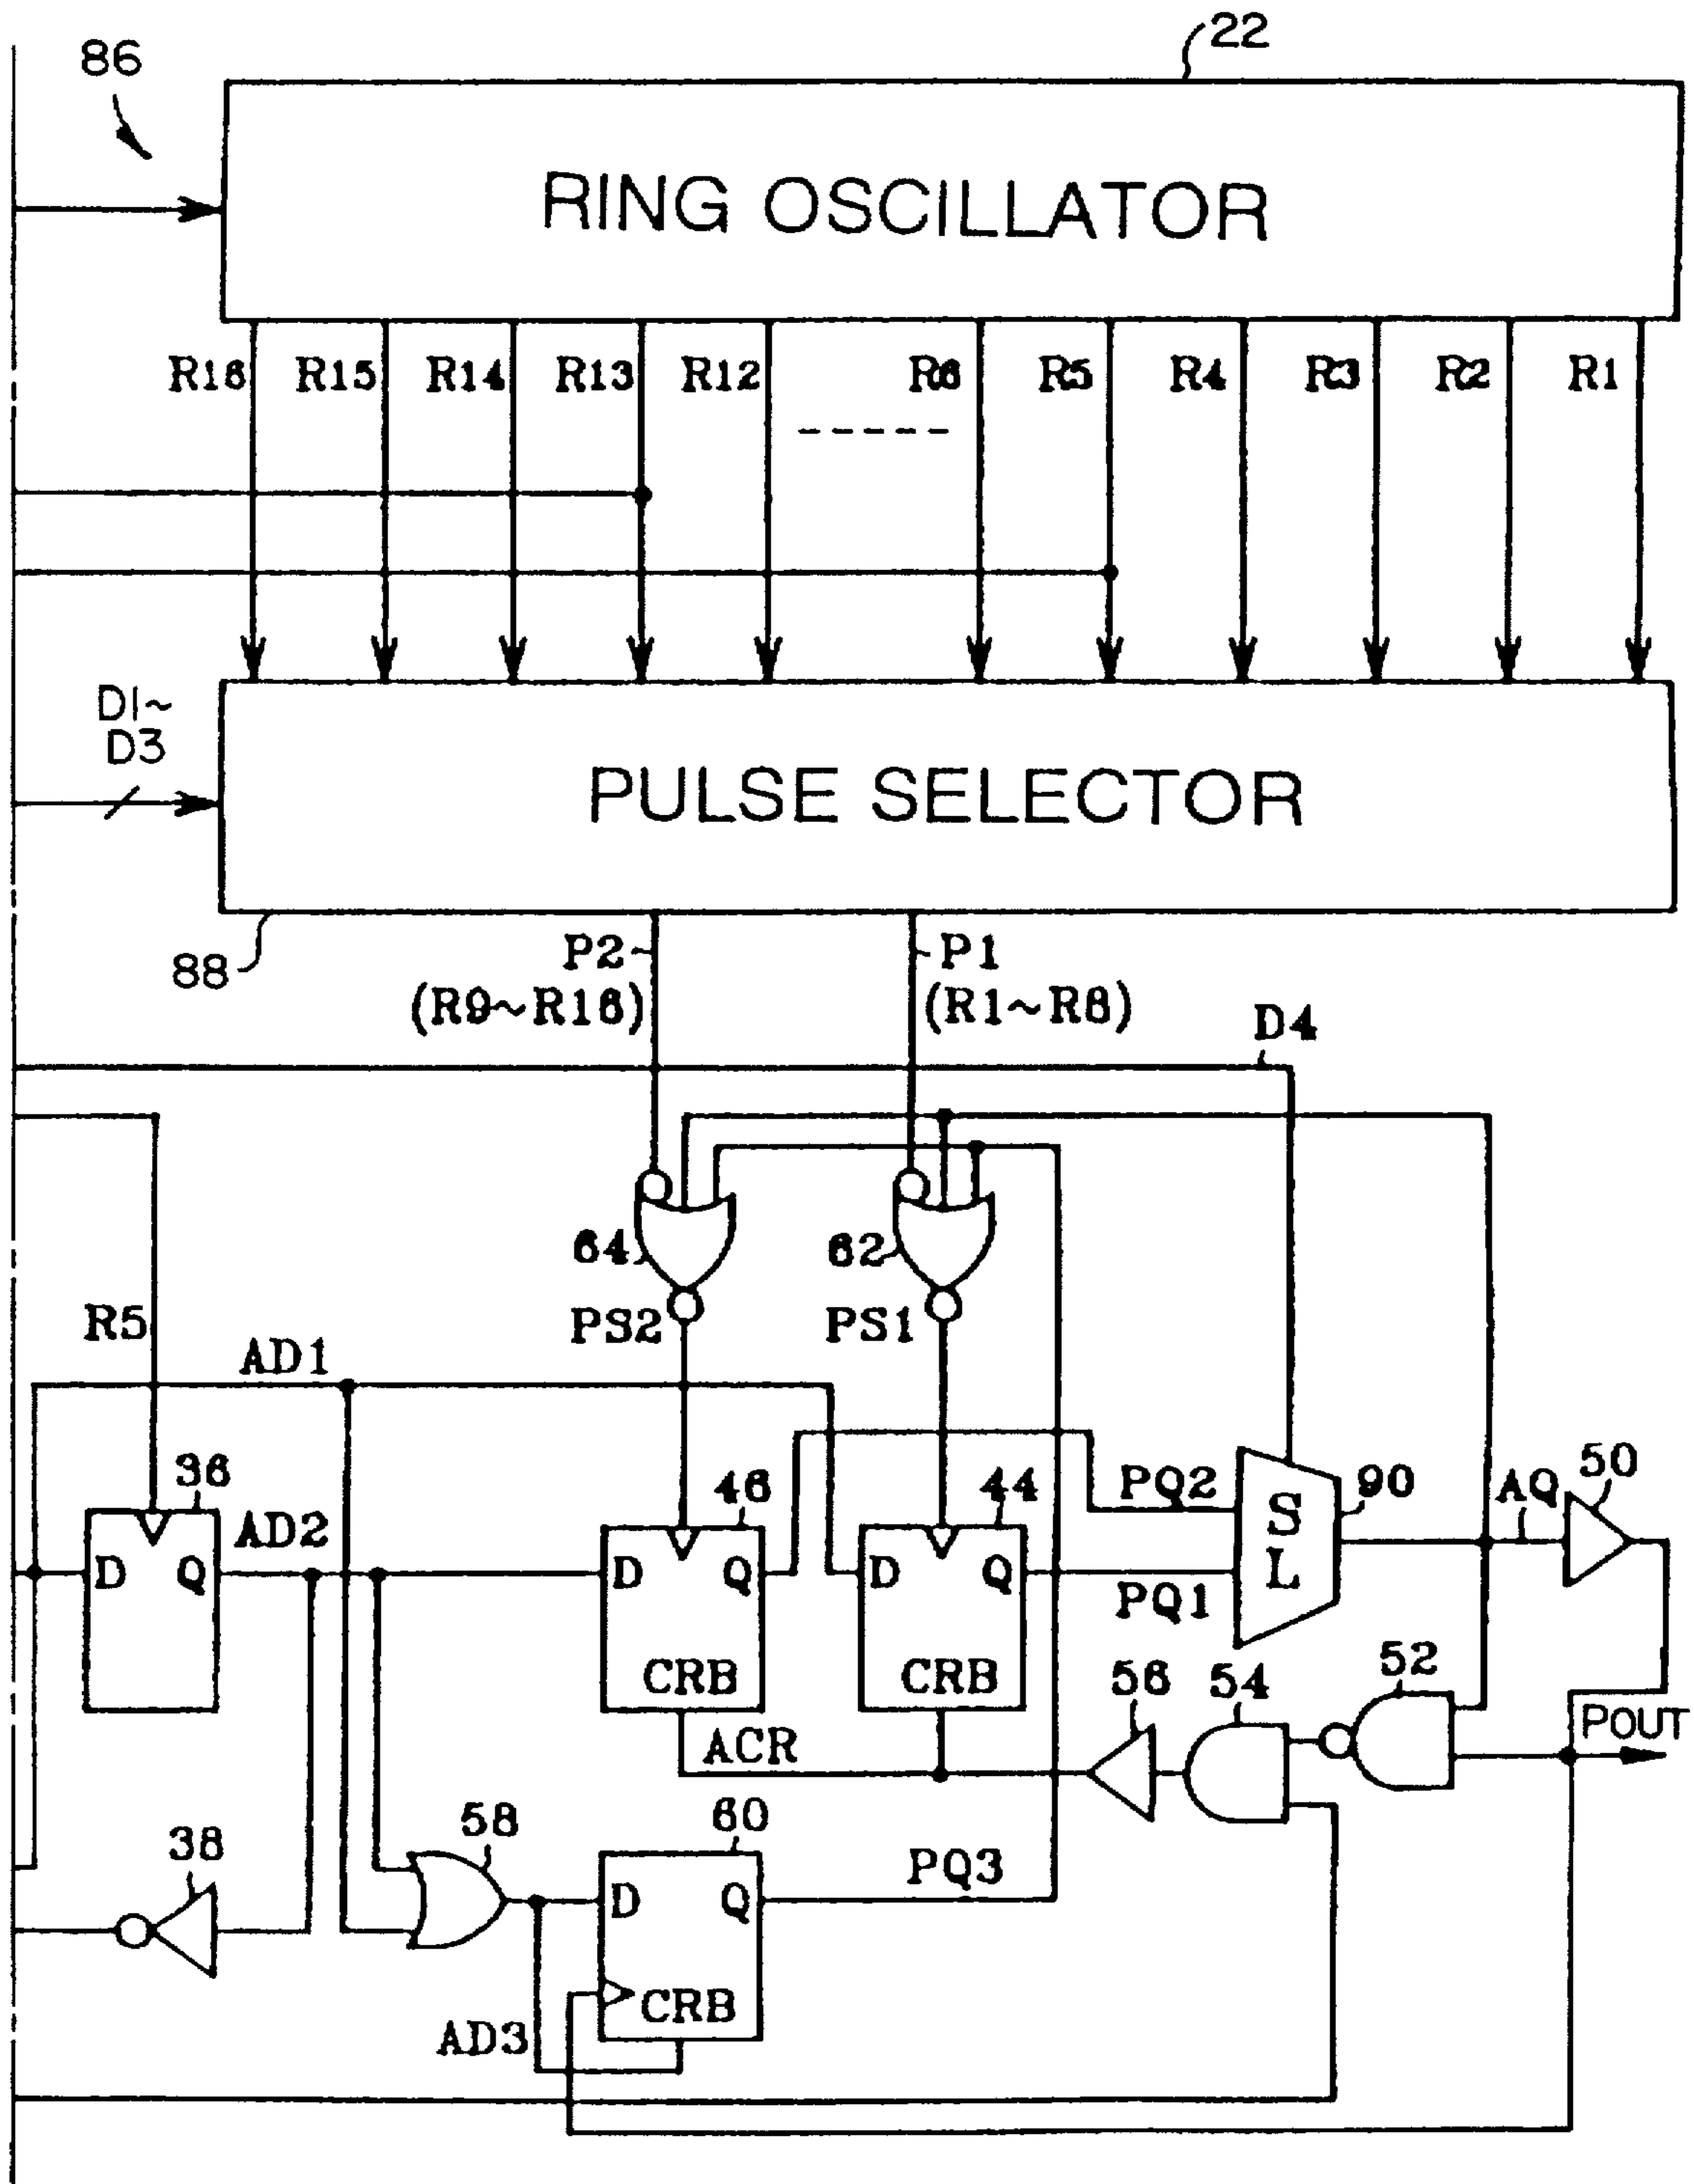 86
22
RING OSCILLATOR
R16 R15 R14 R13 R12 R6 R5 R4 R3 R2 R1
D1~
D3
PULSE SELECTOR
88
P2
P1
(R9~R16)
(R1~R8)
D4
64
62
R5
PS2
PS1
AD1
36
46
44
PQ2
90
AQ
50
S
L
D Q
AD2
D Q
D Q
PQ1
CRB
CRB
56
54
52
POUT
ACR
60
58
38
D Q
PQ3
CRB
AD3